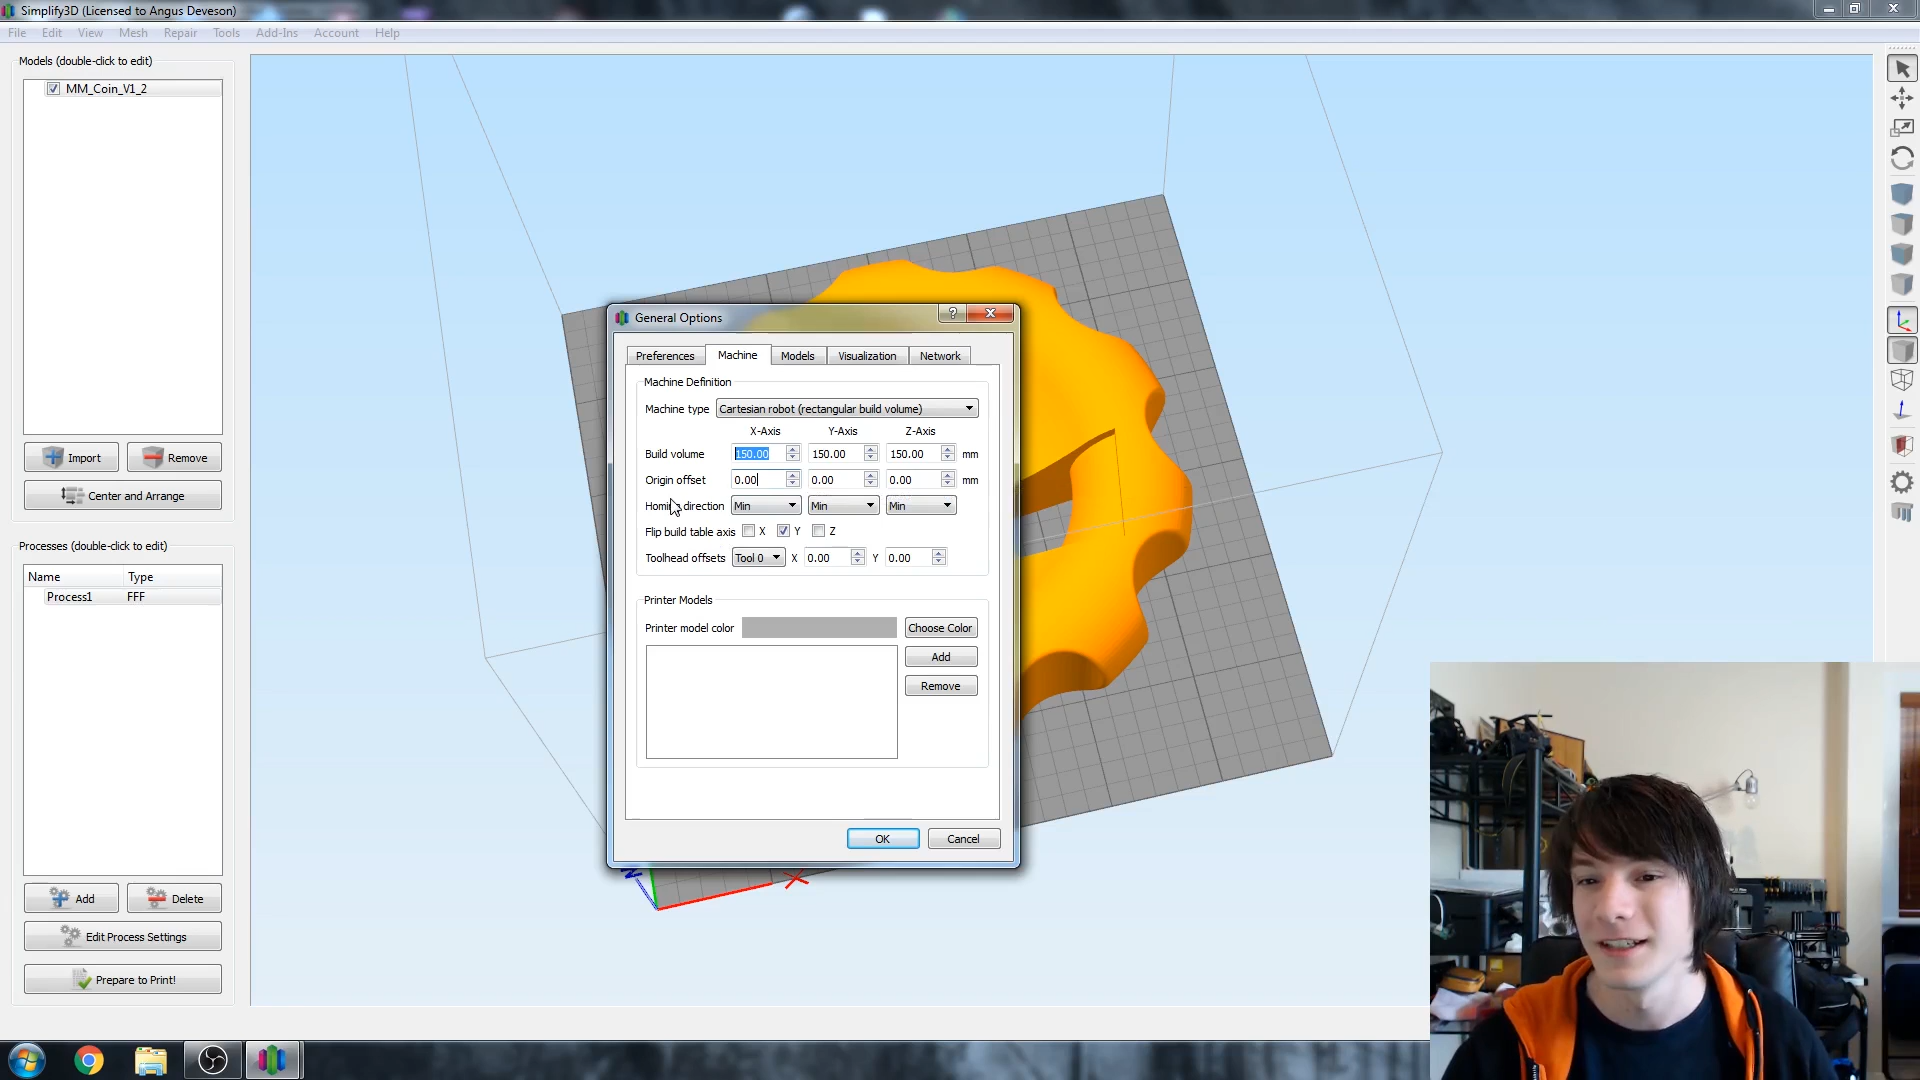 Simplify3D (Licensed to Angus Deveson)
File Edit View Mesh Repair Tools Add-Ins Account Help
Models (double-click to edit)
MM_Coin_V1_2
Import Remove
Center and Arrange
Processes (double-click to edit)
Name Type
Process1 FFF
Add Delete
Edit Process Settings
Prepare to Print!
General Options
Preferences Machine Models Visualization Network
Machine Definition
Machine type Cartesian robot (rectangular build volume)
X-Axis Y-Axis Z-Axis
Build volume 150.00 150.00 150.00 mm
Origin offset 0.00 0.00 0.00 mm
Homing direction Min Min Min
Flip build table axis X Y Z
Toolhead offsets Tool 0 X 0.00 Y 0.00
Printer Models
Printer model color Choose Color
Add
Remove
OK Cancel
Z X